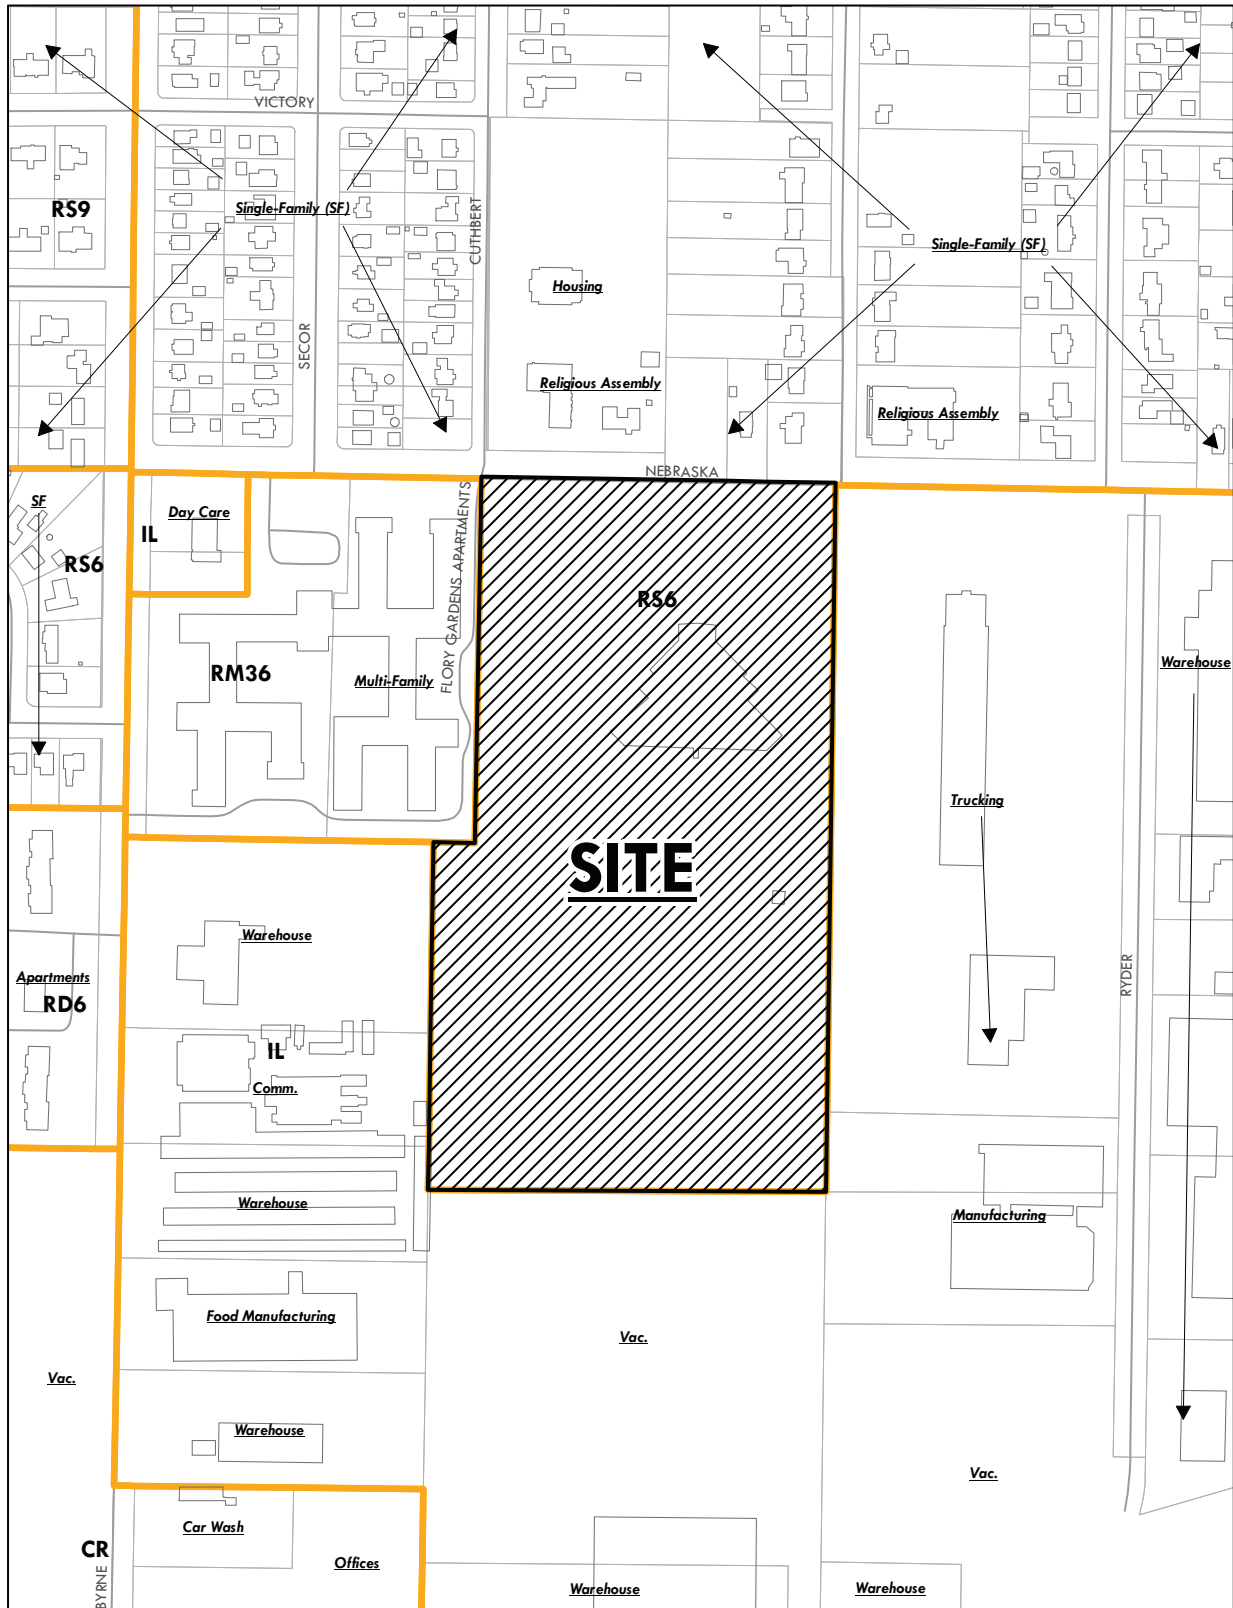 VICTORY
RS9
Single-Family (SF)
CUTHBERT
Single-Family (SF)
Housing
SECOR
Religious Assembly
Religious Assembly
NEBRASKA
SF
Day Care
IL
RS6
FLORY GARDENS APARTMENTS
RS6
RM36
Multi-Family
Warehouse
Trucking
SITE
Warehouse
Apartments
RD6
RYDER
IL
Comm.
Warehouse
Manufacturing
Food Manufacturing
Vac.
Vac.
Warehouse
Vac.
Car Wash
CR
Offices
BYRNE
Warehouse
Warehouse